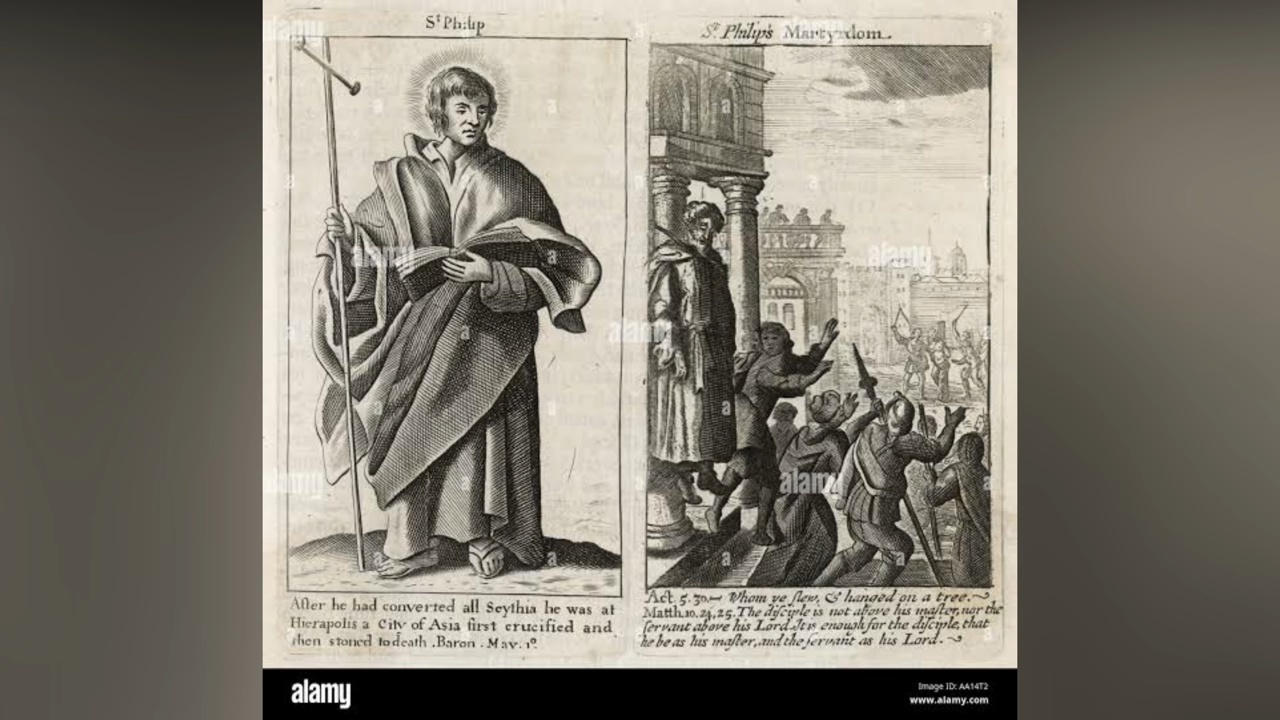 St Philip
After he had converted all Scythia he was at
Hierapolis a City of Asia first crucified and
then stoned to death . Baron . May . 1º.
St Philip's Martyrdom.
Act. 5. 30.— Whom ye slew, & hanged on a tree.~
Matth. 10. 24, 25. The disciple is not above his master, nor the
servant above his Lord. It is enough for the disciple, that
he be as his master, and the servant as his Lord. ~
alamy
Image ID: AA14T2
www.alamy.com